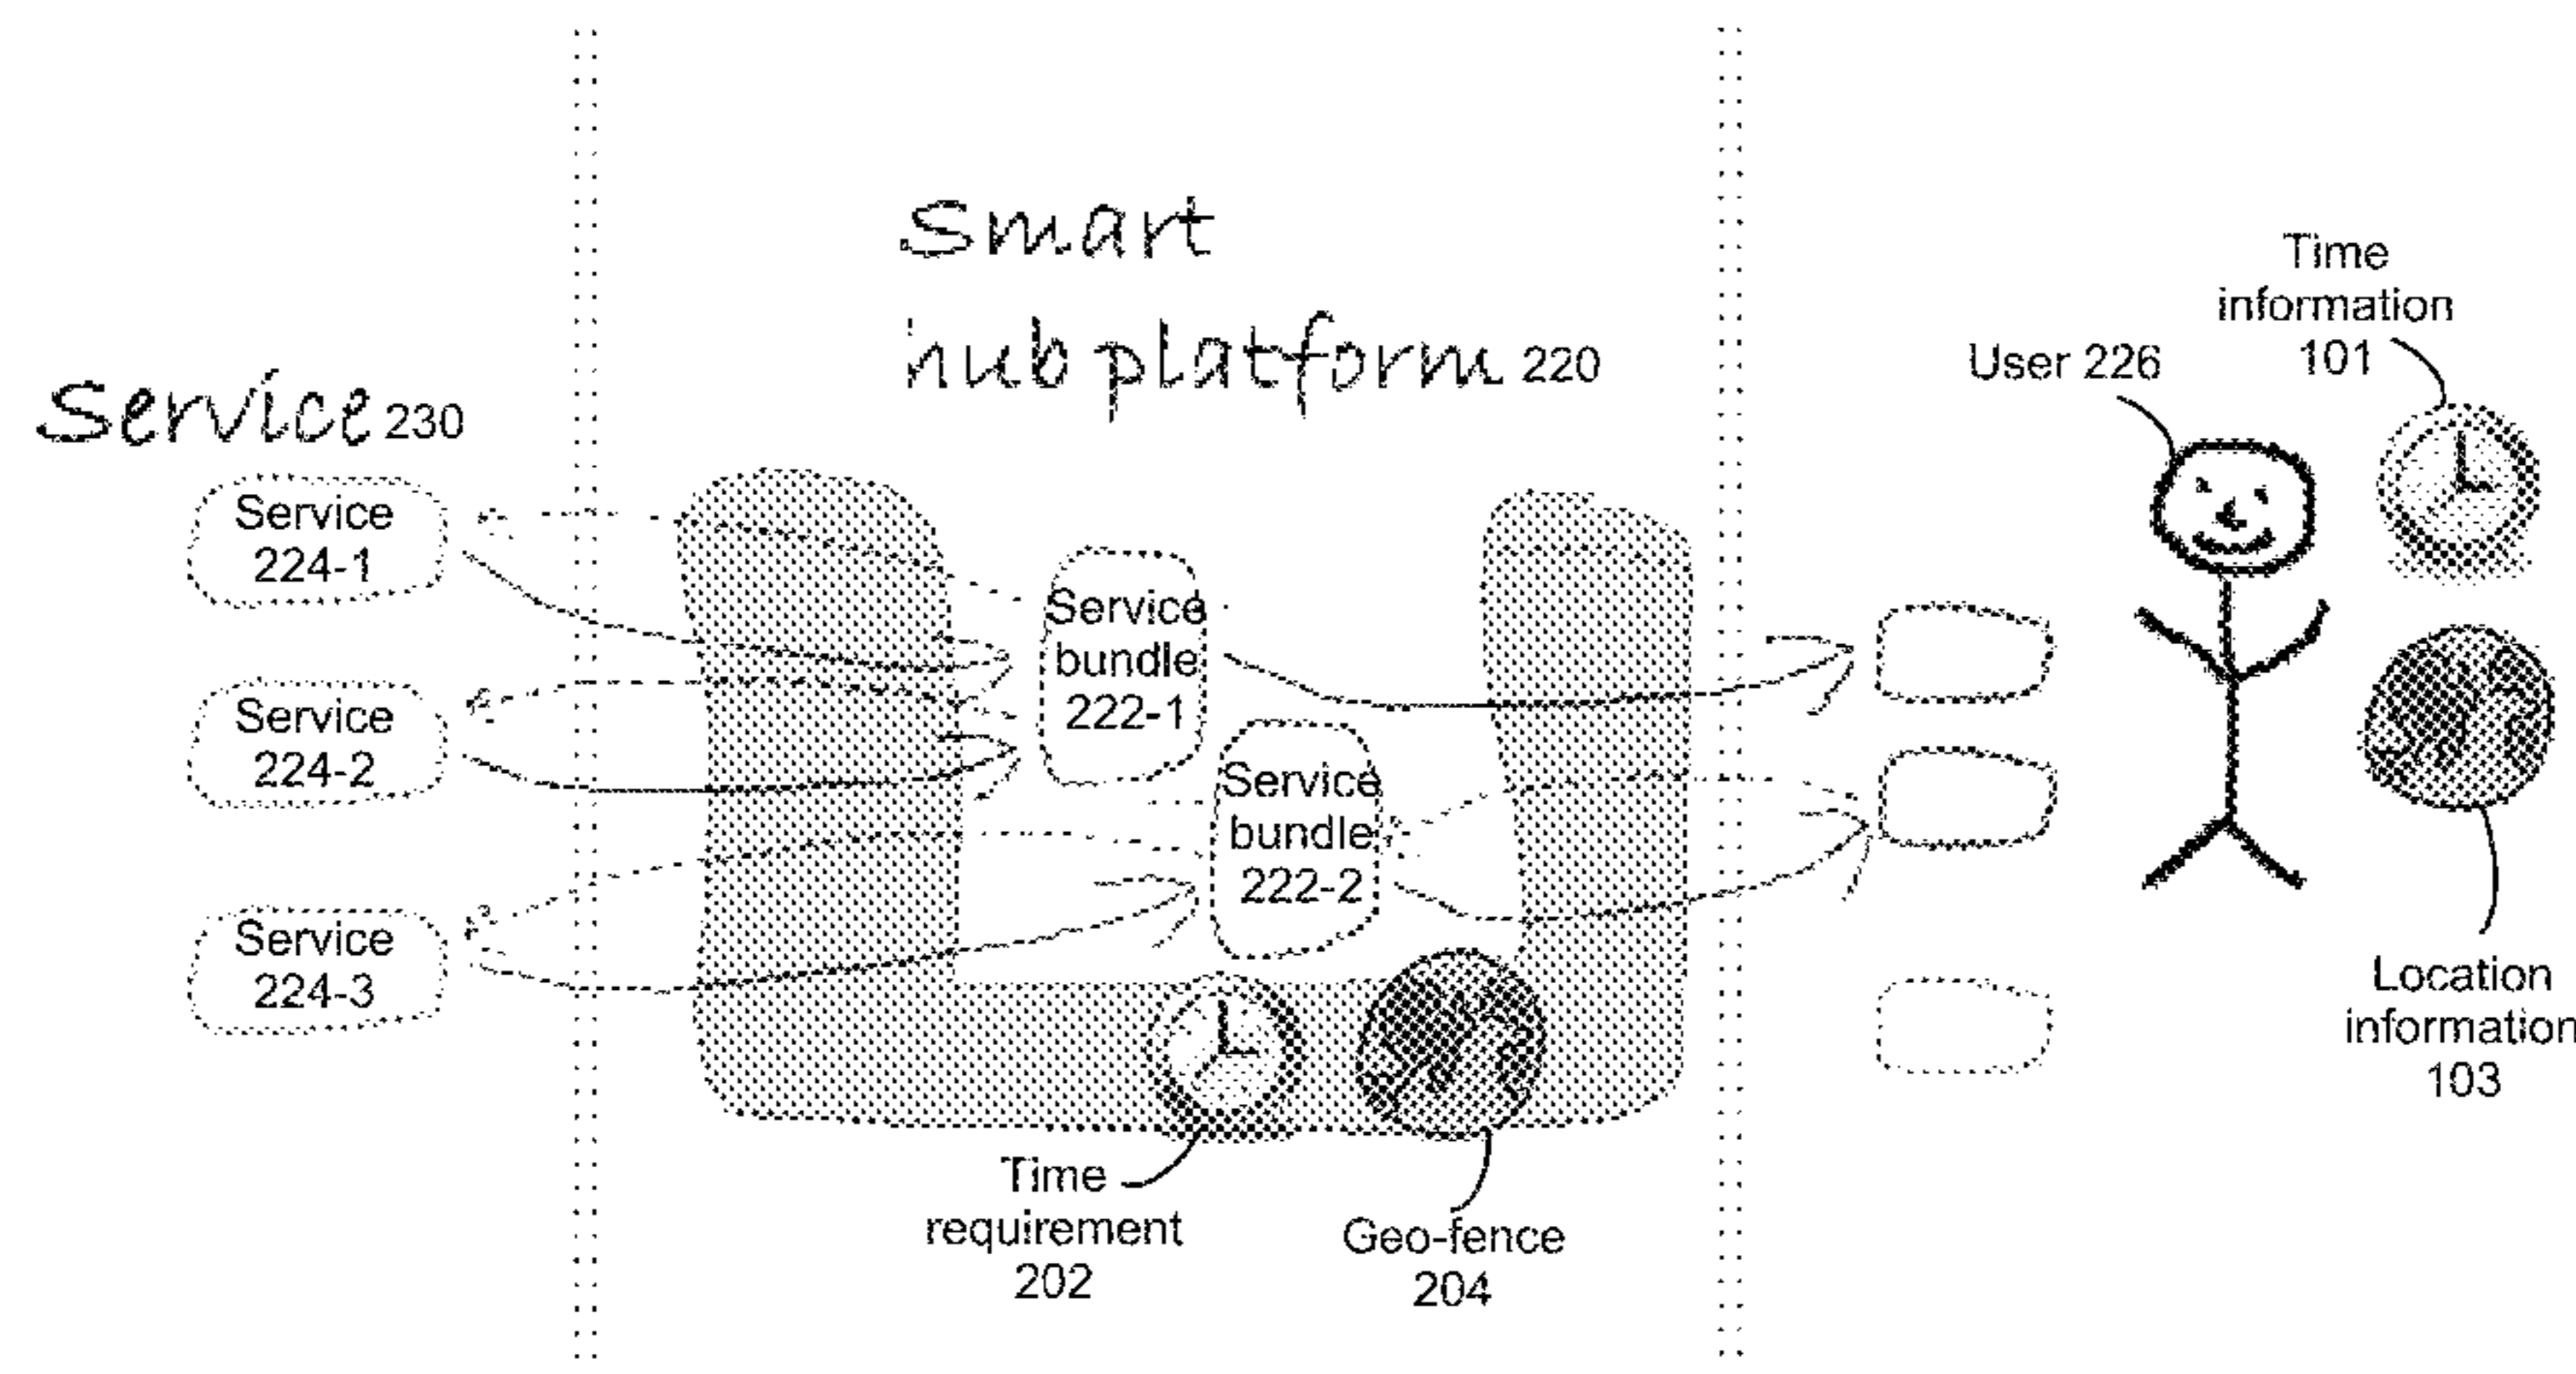 Smart
hub platform 220
Service 230
Service
224-1
Service
224-2
Service
224-3
Service
bundle
222-1
Service
bundle
222-2
Time
requirement
202
Geo-fence
204
User 226
Time
information
101
Location
information
103